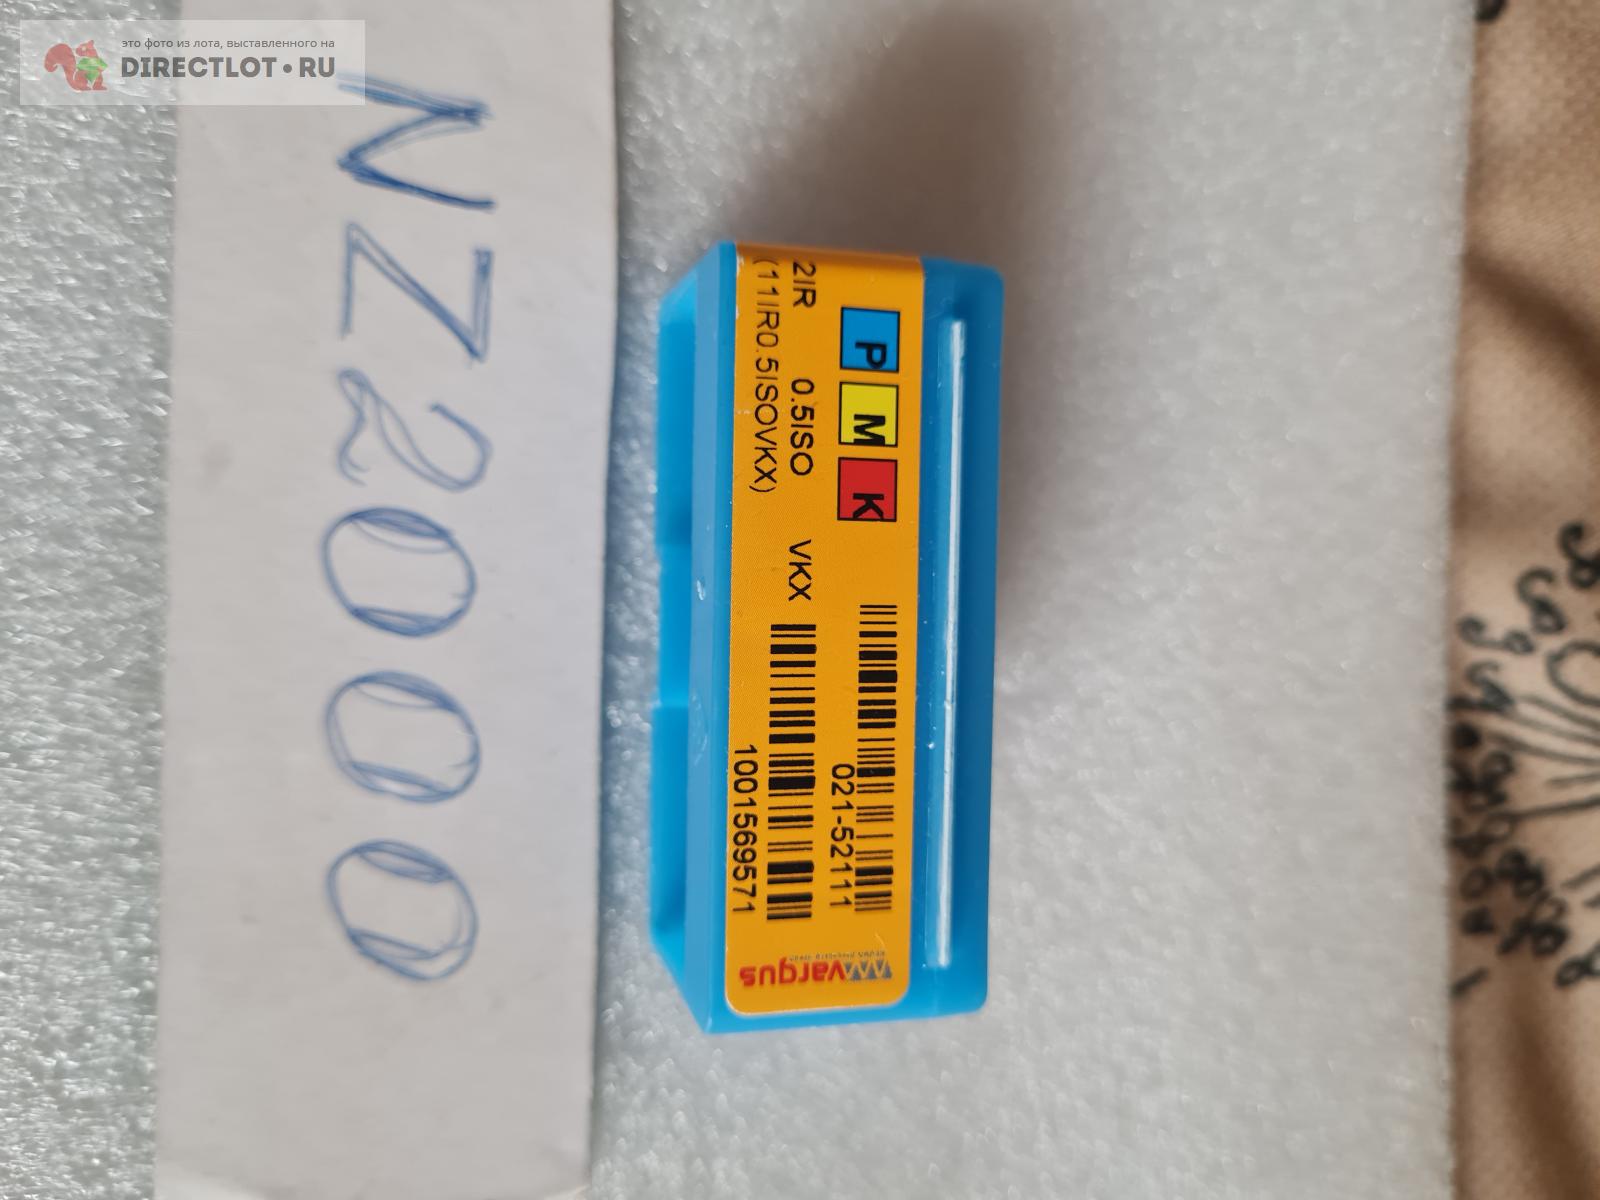 это фото из лота, выставленного на
DIRECTLOT.RU
NZ2000
P M K
021-52111
2IR 0.5ISO VKX
(11IR0.5ISOVKX)
1001569571
vargus